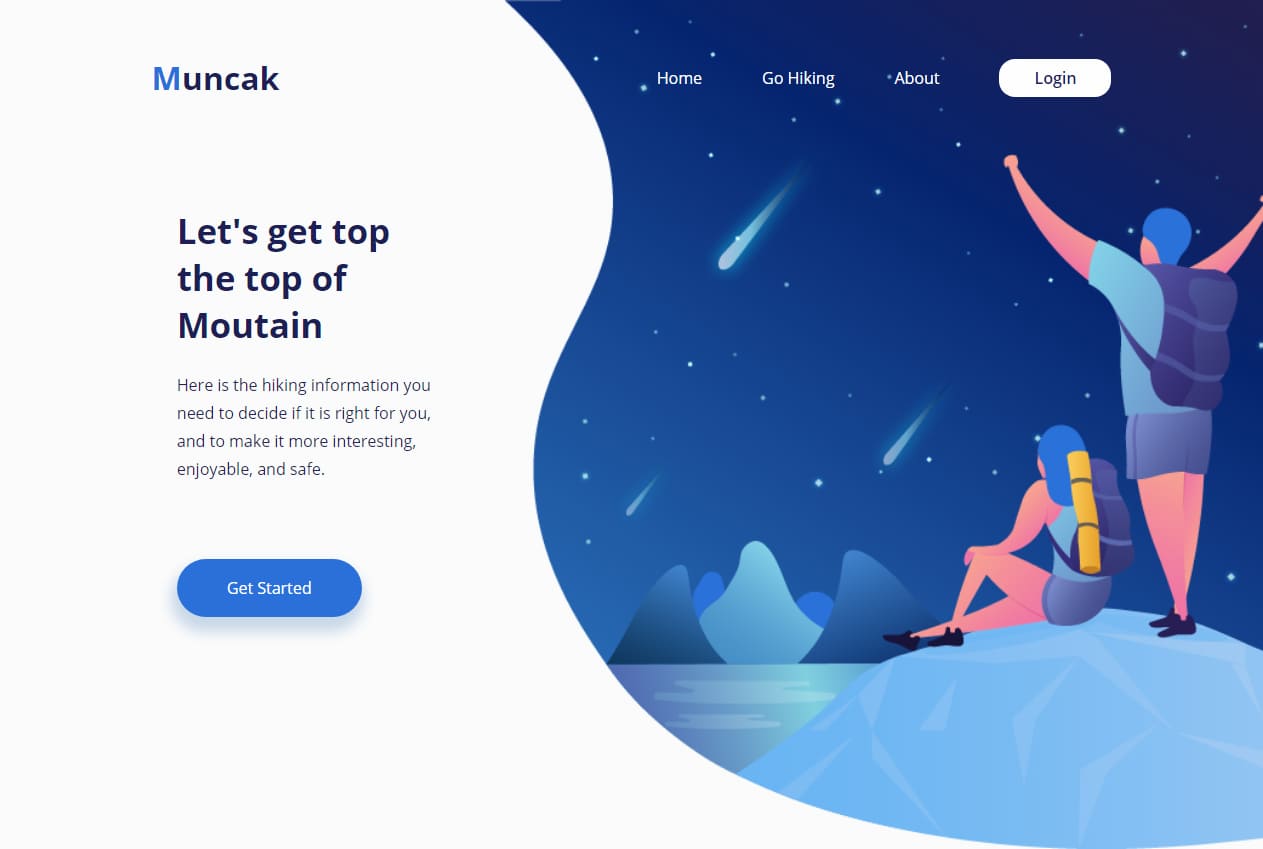 Muncak
Home
Go Hiking
About
Login
Let's get top
the top of
Moutain
Here is the hiking information you
need to decide if it is right for you,
and to make it more interesting,
enjoyable, and safe.
Get Started